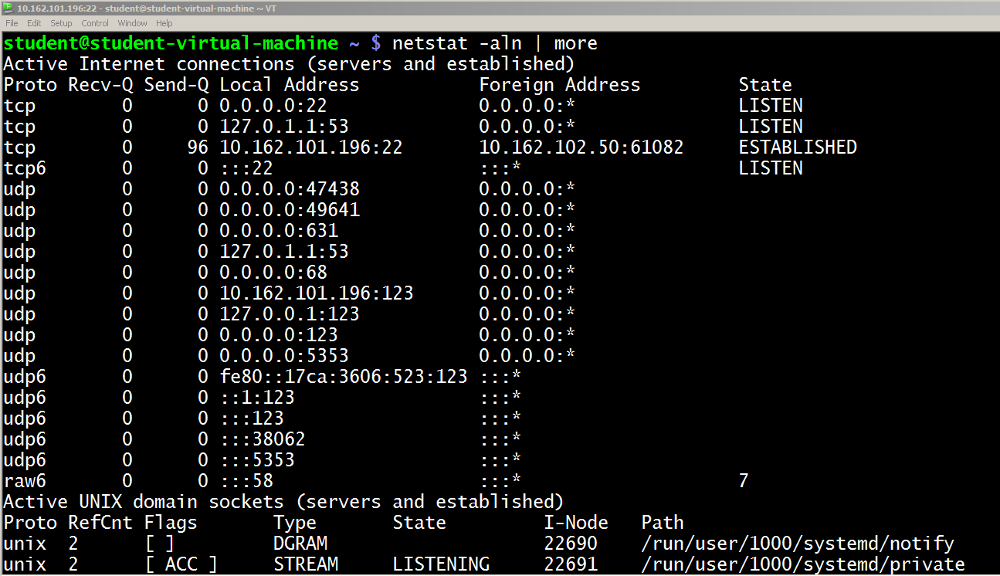 10.162.101.196:22 - student@student-virtual-machine ~ VT
File Edit Setup Control Window Help
student@student-virtual-machine ~ $ netstat -aln | more
Active Internet connections (servers and established)
Proto Recv-Q Send-Q Local Address           Foreign Address         State
tcp        0      0 0.0.0.0:22              0.0.0.0:*               LISTEN
tcp        0      0 127.0.1.1:53            0.0.0.0:*               LISTEN
tcp        0     96 10.162.101.196:22       10.162.102.50:61082     ESTABLISHED
tcp6       0      0 :::22                   :::*                    LISTEN
udp        0      0 0.0.0.0:47438           0.0.0.0:*
udp        0      0 0.0.0.0:49641           0.0.0.0:*
udp        0      0 0.0.0.0:631             0.0.0.0:*
udp        0      0 127.0.1.1:53            0.0.0.0:*
udp        0      0 0.0.0.0:68              0.0.0.0:*
udp        0      0 10.162.101.196:123      0.0.0.0:*
udp        0      0 127.0.0.1:123           0.0.0.0:*
udp        0      0 0.0.0.0:123             0.0.0.0:*
udp        0      0 0.0.0.0:5353            0.0.0.0:*
udp6       0      0 fe80::17ca:3606:523:123 :::*
udp6       0      0 ::1:123                 :::*
udp6       0      0 :::123                  :::*
udp6       0      0 :::38062                :::*
udp6       0      0 :::5353                 :::*
raw6       0      0 :::58                   :::*                    7
Active UNIX domain sockets (servers and established)
Proto RefCnt Flags       Type       State         I-Node   Path
unix  2      [ ]         DGRAM                    22690    /run/user/1000/systemd/notify
unix  2      [ ACC ]     STREAM     LISTENING     22691    /run/user/1000/systemd/private